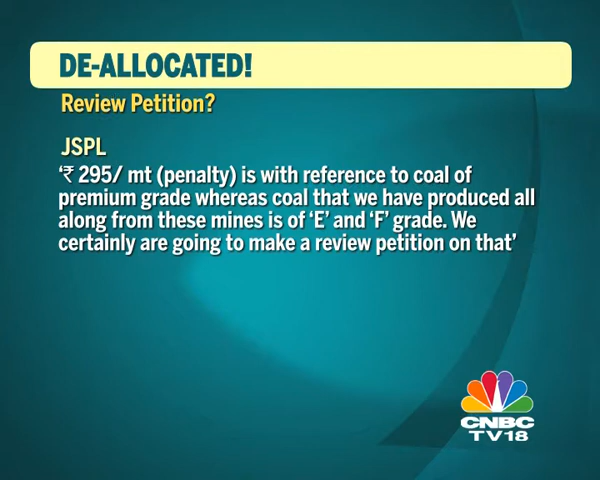 DE-ALLOCATED!
Review Petition?
JSPL
‘₹ 295/ mt (penalty) is with reference to coal of
premium grade whereas coal that we have produced all
along from these mines is of ‘E’ and ‘F’ grade. We
certainly are going to make a review petition on that’
CNBC
TV18